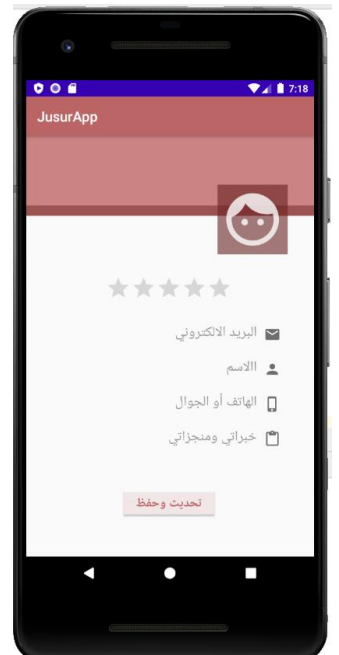 7:18
JusurApp
البريد الالكتروني
االاسم
الهاتف أو الجوال
خبراتي ومنجزاتي
تحديث وحفظ